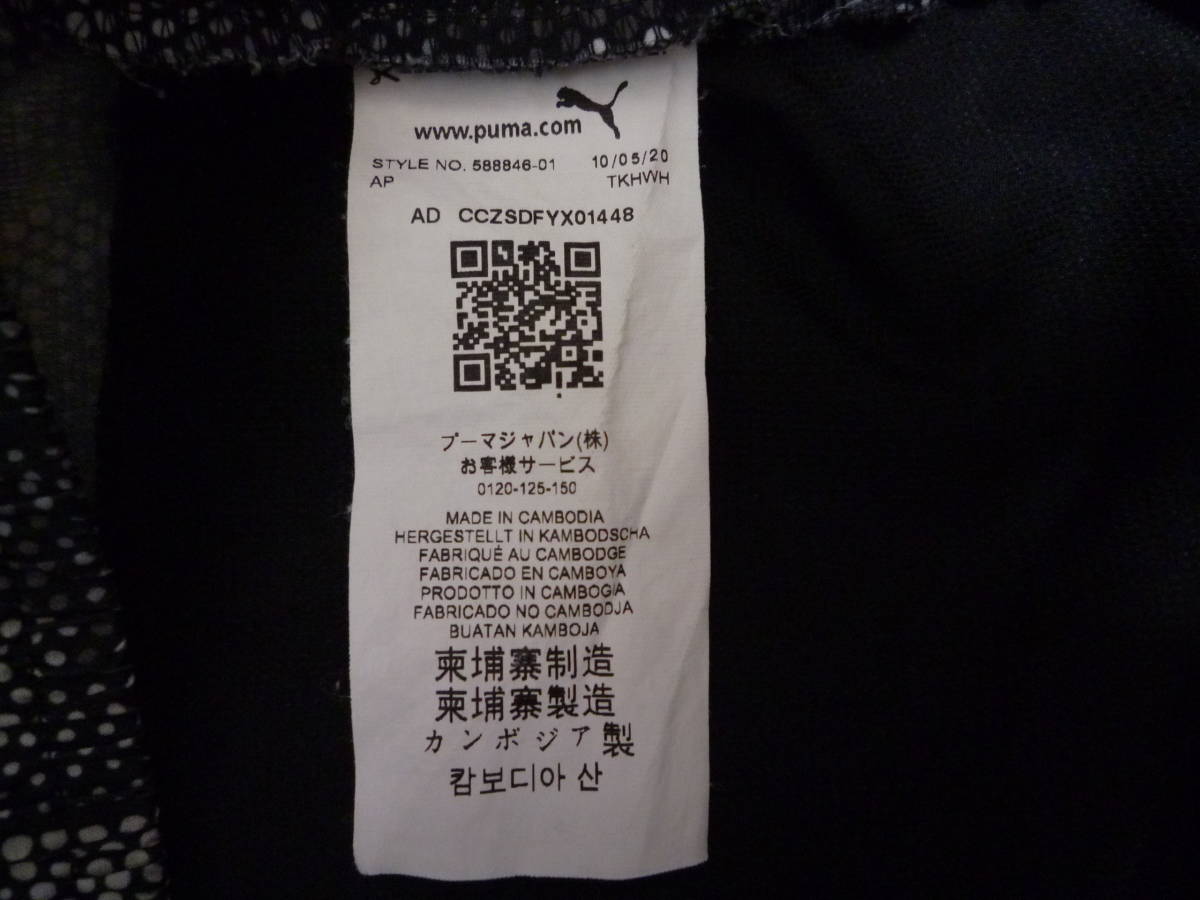 www.puma.com
STYLE NO. 588846-01 10/05/20
AP TKHWH
AD CCZSDFYX01448
プーマジャパン(株)
お客様サービス
0120-125-150
MADE IN CAMBODIA
HERGESTELLT IN KAMBODSCHA
FABRIQUÉ AU CAMBODGE
FABRICADO EN CAMBOYA
PRODOTTO IN CAMBOGIA
FABRICADO NO CAMBODJA
BUATAN KAMBOJA
柬埔寨制造
柬埔寨製造
カンボジア製
캄보디아 산